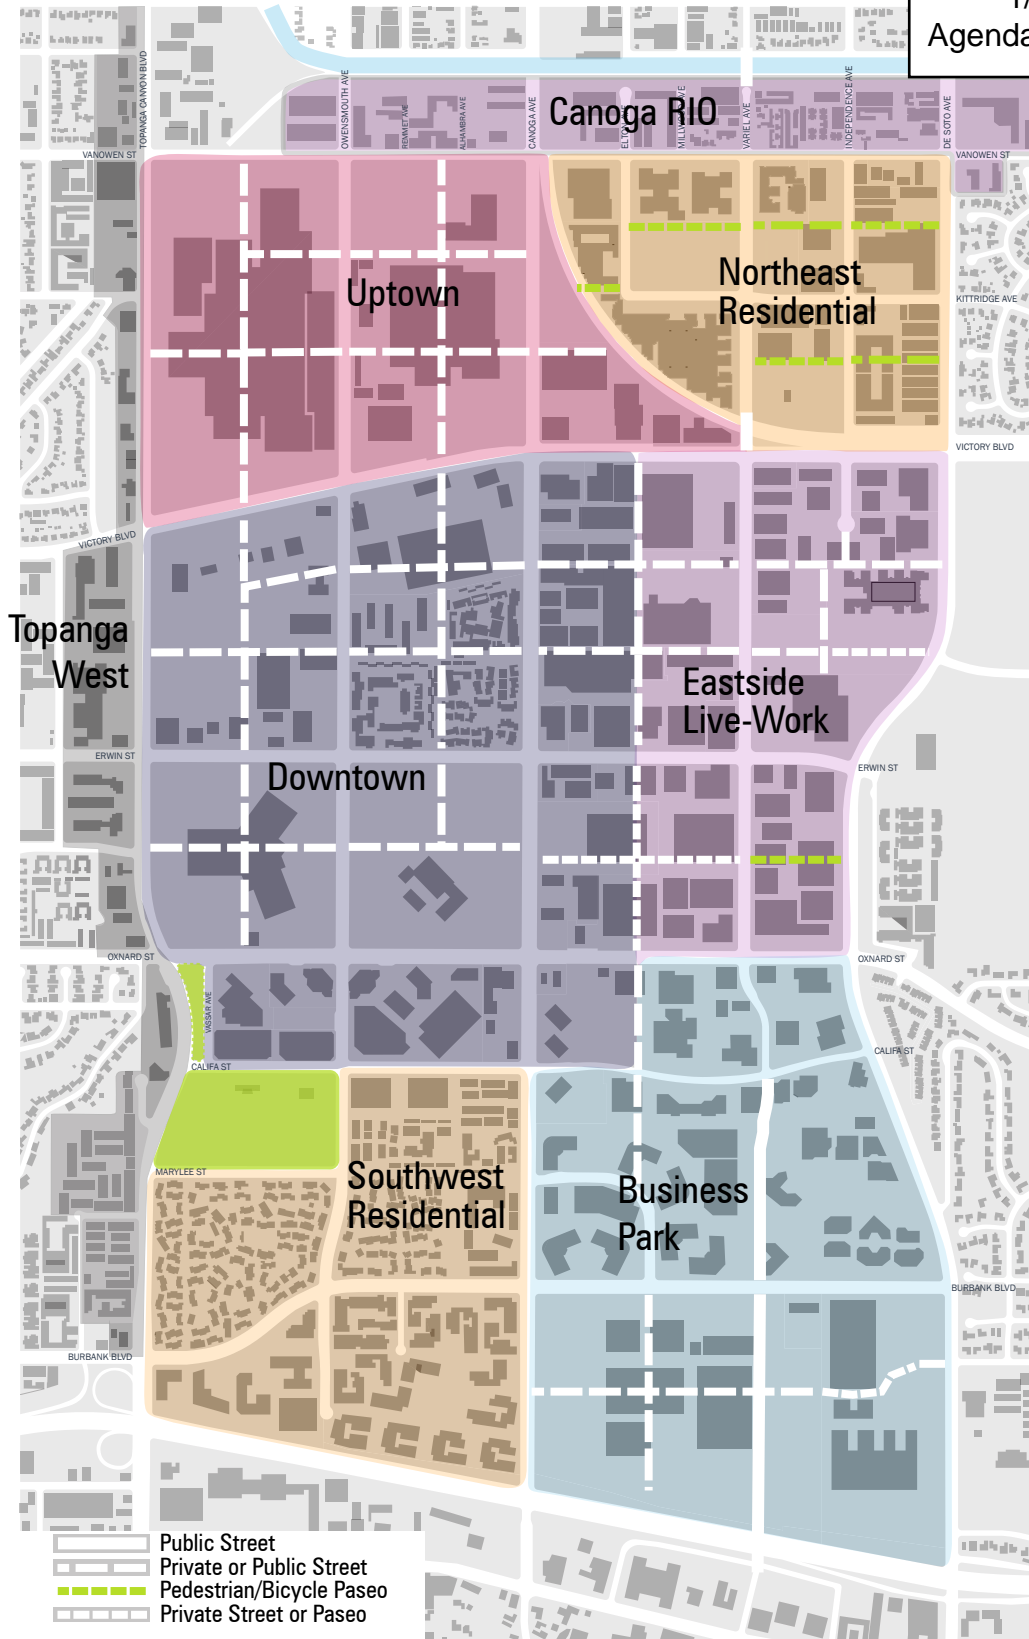 1/
Agenda
TOPANGA CANYON BLVD
OWENSMOUTH AVE
REMMET AVE
ALHAMBRA AVE
CANOGA AVE
Canoga RIO
VARIEL AVE
INDEPENDENCE AVE
DE SOTO AVE
VANOWEN ST
VANOWEN ST
Uptown
Northeast
Residential
KITTRIDGE AVE
VICTORY BLVD
VICTORY BLVD
Topanga
West
Eastside
Live-Work
ERWIN ST
ERWIN ST
Downtown
OXNARD ST
OXNARD ST
VASSAR AVE
CALIFA ST
CALIFA ST
MARYLEE ST
Southwest
Residential
Business
Park
BURBANK BLVD
BURBANK BLVD
Public Street
Private or Public Street
Pedestrian/Bicycle Paseo
Private Street or Paseo